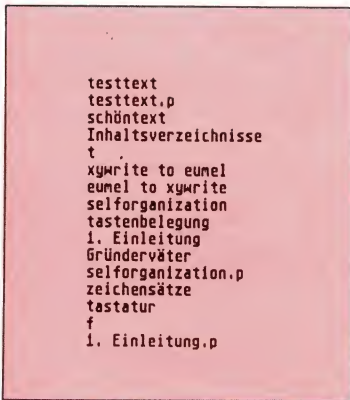 testtext
testtext.p
schöntext
Inhaltsverzeichnisse
t
xywrite to eumel
eumel to xywrite
selforganization
tastenbelegung
1. Einleitung
Gründerväter
selforganization.p
zeichensätze
tastatur
f
1. Einleitung.p